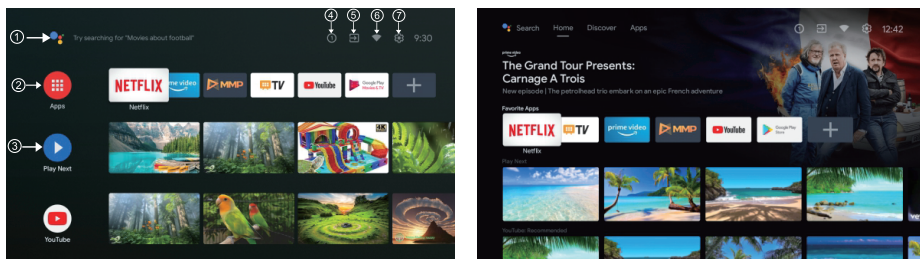 ④ ⑤ ⑥ ⑦
① Try searching for "Movies about football" 9:30
② Apps
NETFLIX prime video MMP TV YouTube Google Play Movies & TV
Netflix
③ Play Next
4K
YouTube
Search Home Discover Apps 12:42
prime video
The Grand Tour Presents:
Carnage A Trois
New episode | The petrolhead trio embark on an epic French adventure
Favorite Apps
NETFLIX TV prime video MMP YouTube Google Play Store
Netflix
Play Next
YouTube: Recommended